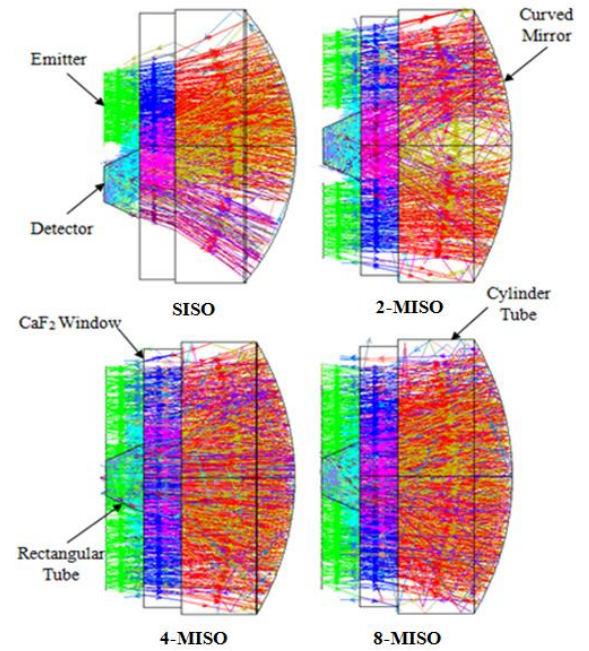 Curved
Mirror
Emitter
Detector
SISO
2-MISO
CaF₂ Window
Cylinder
Tube
Rectangular
Tube
4-MISO
8-MISO